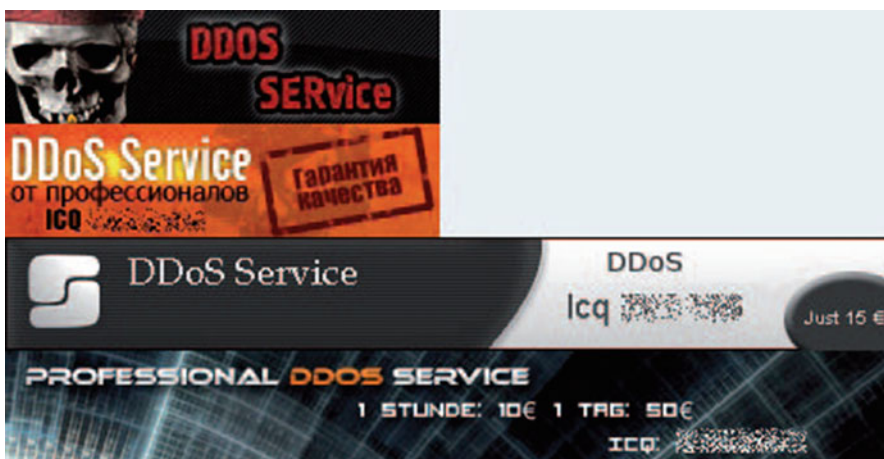 DDOS
SERvice
DDoS Service
от профессионалов
ICQ
Гарантия
качества
DDoS Service
DDoS
Icq
Just 15 €
PROFESSIONAL DDOS SERVICE
1 STUNDE: 10€ 1 TAG: 50€
ICQ: